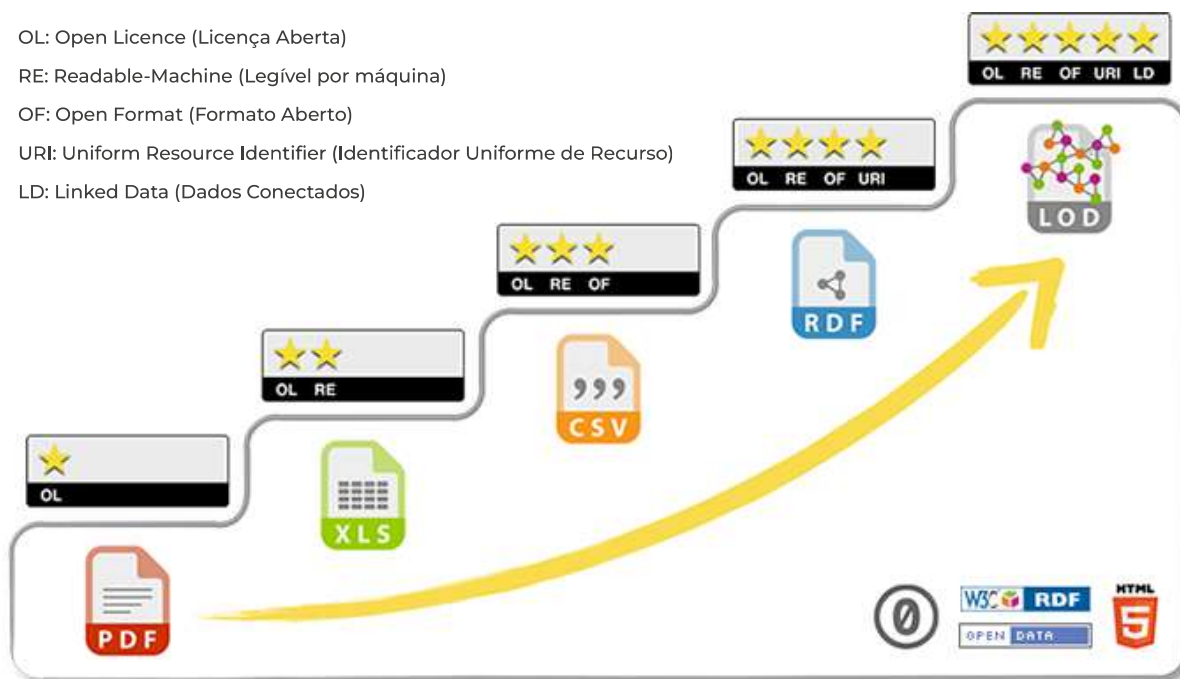 OL: Open Licence (Licença Aberta)
RE: Readable-Machine (Legível por máquina)
OF: Open Format (Formato Aberto)
URI: Uniform Resource Identifier (Identificador Uniforme de Recurso)
LD: Linked Data (Dados Conectados)
OL RE OF URI LD
LOD
OL RE OF URI
RDF
OL RE OF
,,,
CSV
OL RE
XLS
OL
PDF
0
W3C RDF
OPEN DATA
HTML
5